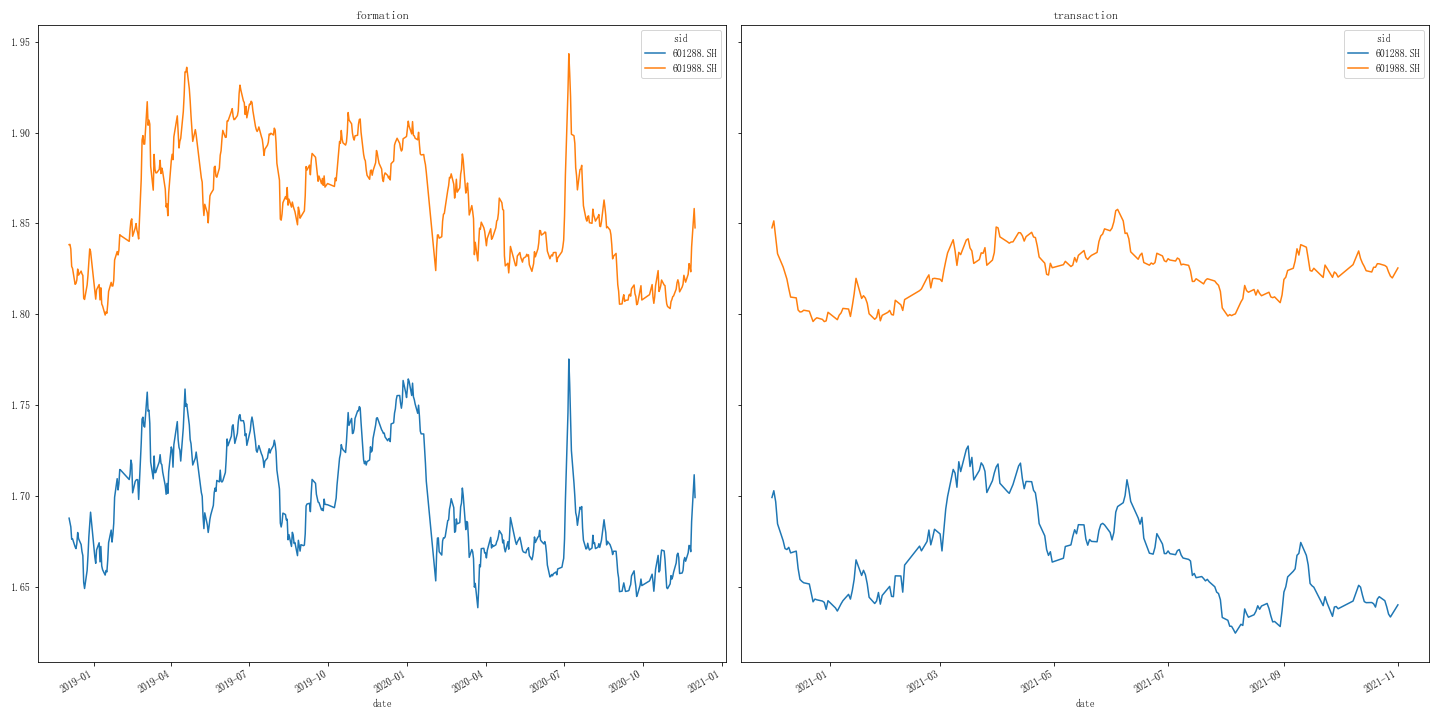 formation
transaction
sid
601288.SH
601988.SH
sid
601288.SH
601988.SH
1.95
1.90
1.85
1.80
1.75
1.70
1.65
2019-01
2019-04
2019-07
2019-10
2020-01
2020-04
2020-07
2020-10
2021-01
date
2021-01
2021-03
2021-05
2021-07
2021-09
2021-11
date